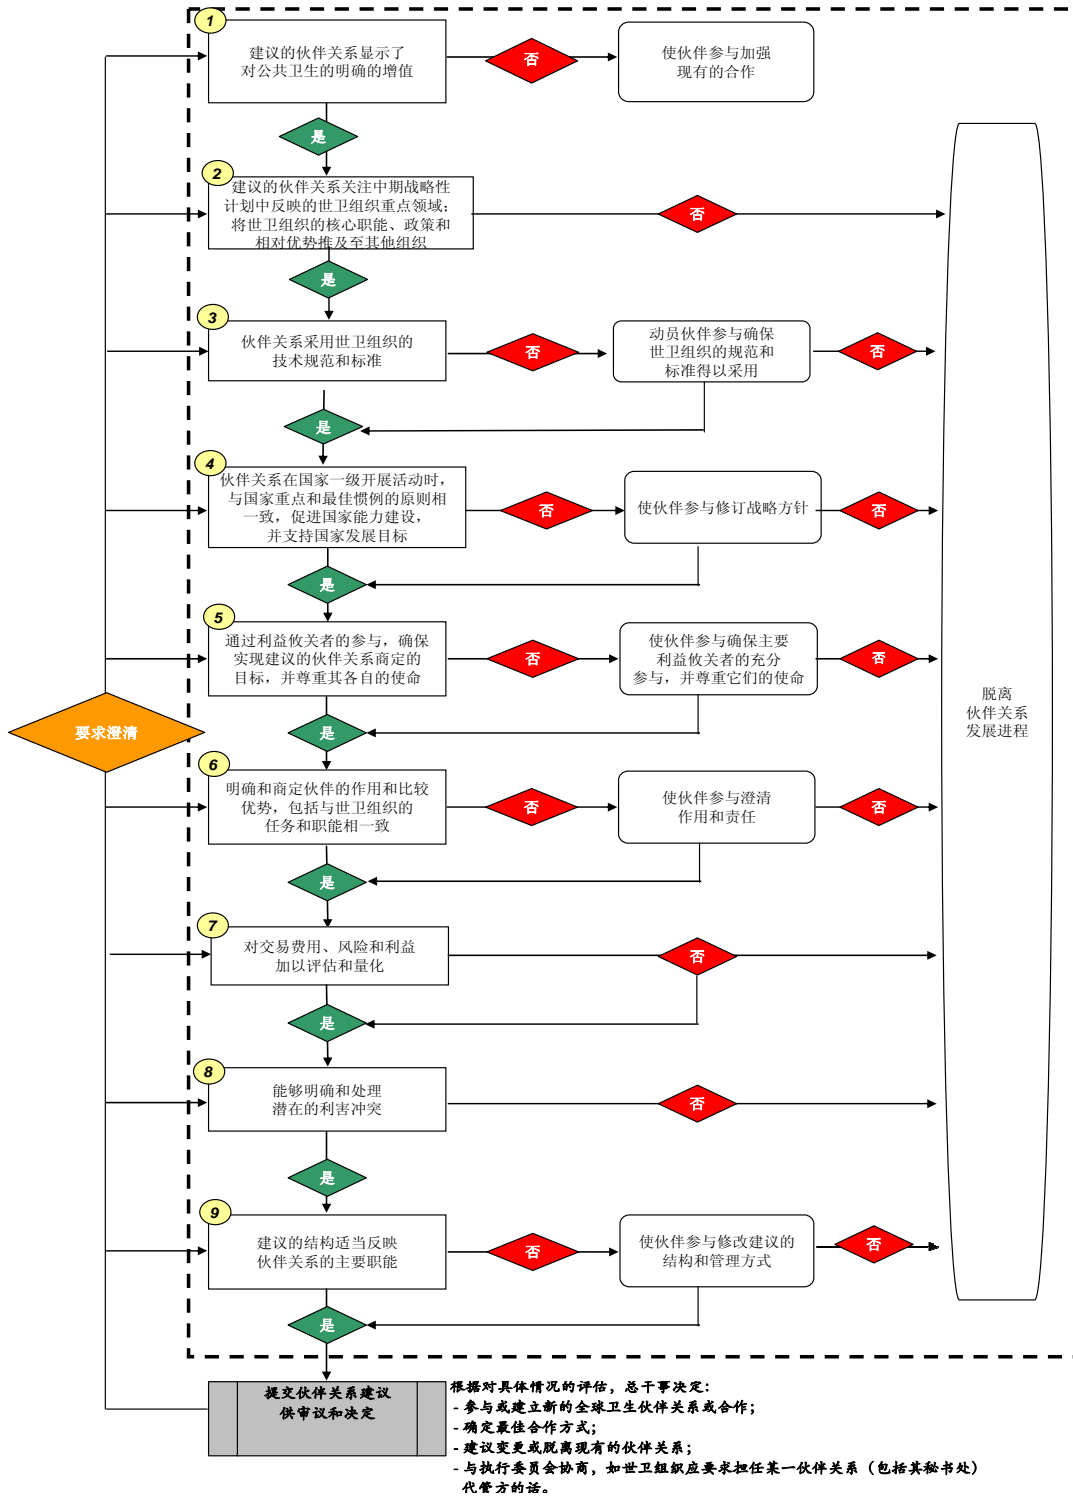 1
建议的伙伴关系显示了
对公共卫生的明确的增值
否
使伙伴参与加强
现有的合作
是
2
建议的伙伴关系关注中期战略性
计划中反映的世卫组织重点领域；
将世卫组织的核心职能、政策和
相对优势推及至其他组织
否
是
3
伙伴关系采用世卫组织的
技术规范和标准
否
动员伙伴参与确保
世卫组织的规范和
标准得以采用
否
是
4
伙伴关系在国家一级开展活动时，
与国家重点和最佳惯例的原则相
一致，促进国家能力建设，
并支持国家发展目标
否
使伙伴参与修订战略方针
否
是
5
通过利益攸关者的参与，确保
实现建议的伙伴关系商定的
目标，并尊重其各自的使命
否
使伙伴参与确保主要
利益攸关者的充分
参与，并尊重它们的使命
否
脱离
伙伴关系
发展进程
要求澄清
是
6
明确和商定伙伴的作用和比较
优势，包括与世卫组织的
任务和职能相一致
否
使伙伴参与澄清
作用和责任
否
是
7
对交易费用、风险和利益
加以评估和量化
否
是
8
能够明确和处理
潜在的利害冲突
否
是
9
建议的结构适当反映
伙伴关系的主要职能
否
使伙伴参与修改建议的
结构和管理方式
否
是
提交伙伴关系建议
供审议和决定
根据对具体情况的评估，总干事决定：
- 参与或建立新的全球卫生伙伴关系或合作；
- 确定最佳合作方式；
- 建议变更或脱离现有的伙伴关系；
- 与执行委员会协商，如世卫组织应要求担任某一伙伴关系（包括其秘书处）
代管方的话。